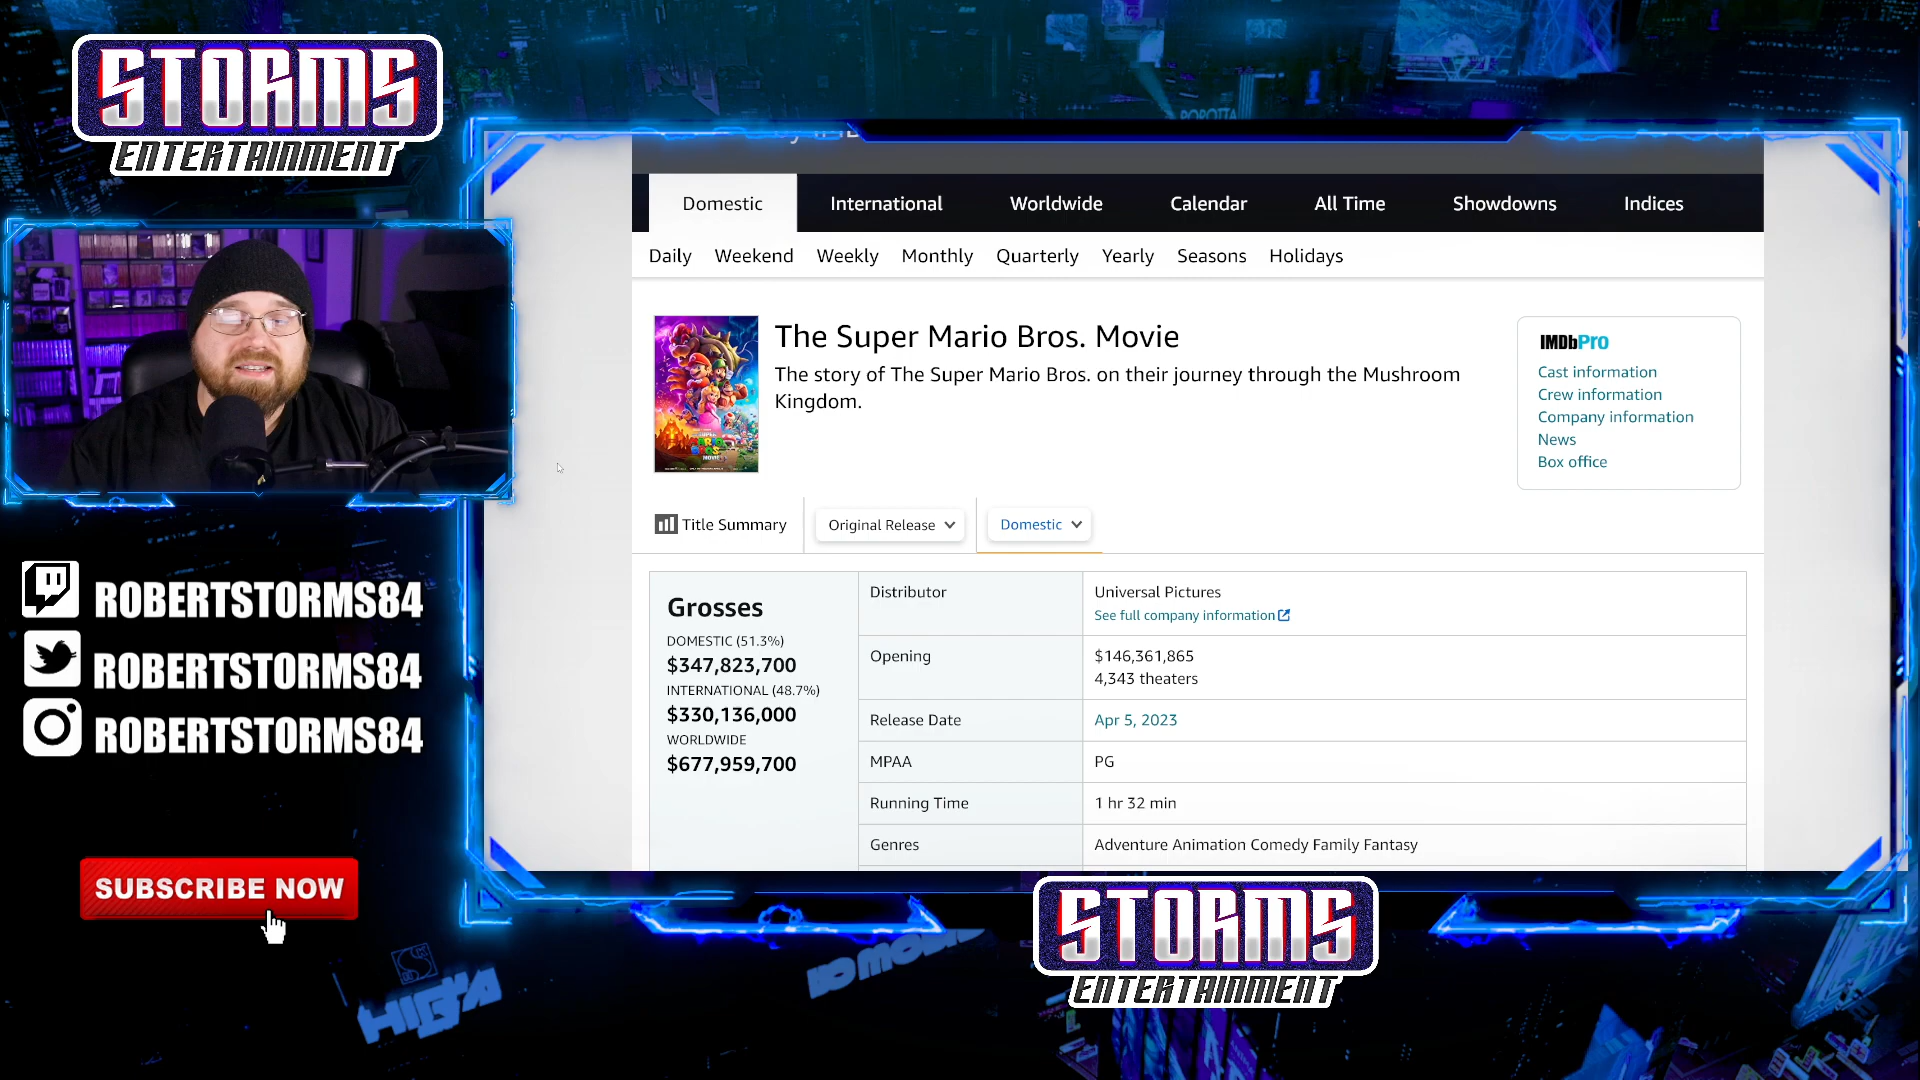 STORMS
ENTERTAINMENT
ROBERTSTORMS84
ROBERTSTORMS84
ROBERTSTORMS84
SUBSCRIBE NOW
Domestic
International
Worldwide
Calendar
All Time
Showdowns
Indices
Daily
Weekend
Weekly
Monthly
Quarterly
Yearly
Seasons
Holidays
The Super Mario Bros. Movie
The story of The Super Mario Bros. on their journey through the Mushroom
Kingdom.
IMDbPro
Cast information
Crew information
Company information
News
Box office
Title Summary
Original Release
Domestic
Grosses
DOMESTIC (51.3%)
$347,823,700
INTERNATIONAL (48.7%)
$330,136,000
WORLDWIDE
$677,959,700
Distributor
Universal Pictures
See full company information
Opening
$146,361,865
4,343 theaters
Release Date
Apr 5, 2023
MPAA
PG
Running Time
1 hr 32 min
Genres
Adventure Animation Comedy Family Fantasy
STORMS
ENTERTAINMENT